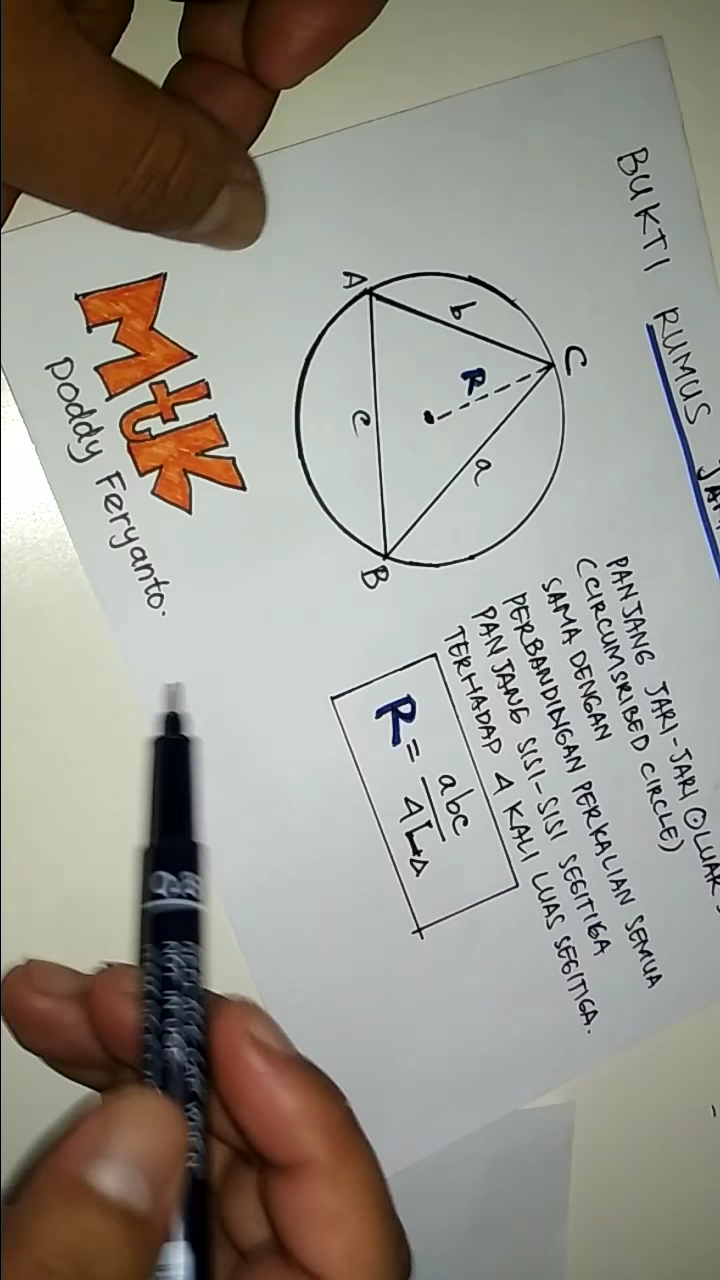 BUKTI RUMUS
PANJANG JARI-JARI ⊙LUAR
(CIRCUMSRIBED CIRCLE)
SAMA DENGAN
PERBANDINGAN PERKALIAN SEMUA
PANJANG SISI-SISI SEGITIGA
TERHADAP 4 KALI LUAS SEGITIGA.
R = abc
4L△
C
b
R
a
A
c
B
MtK
Doddy Feryanto.